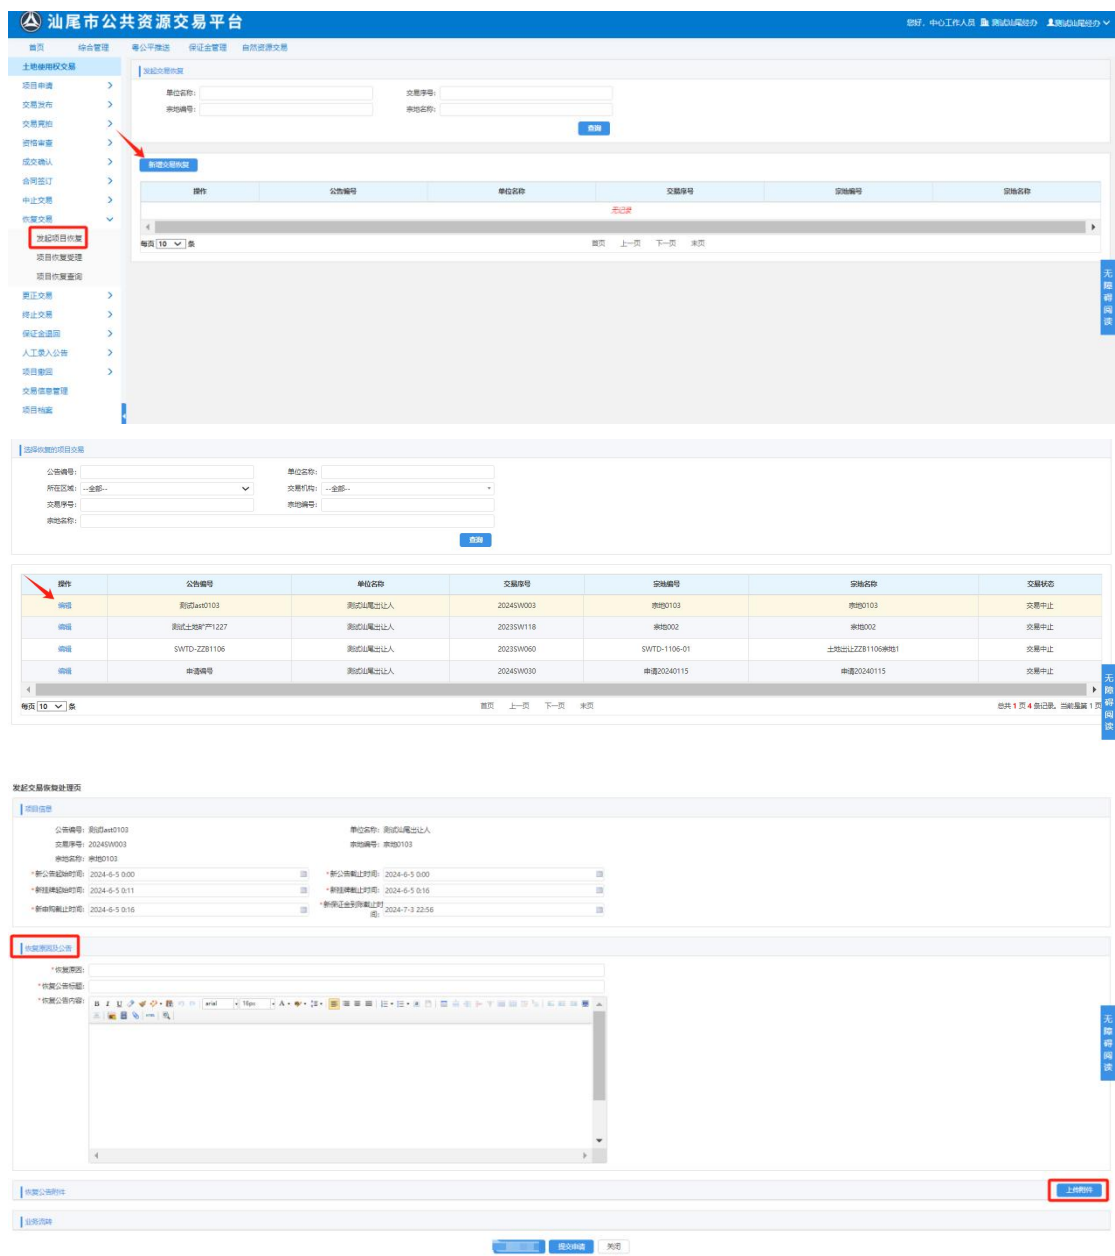 汕尾市公共资源交易平台
您好, 中心工作人员 测试汕尾经办 测试汕尾经办
首页 综合管理 粤公平推送 保证金管理 自然资源交易
土地使用权交易
项目申请
交易发布
交易竞拍
资格审查
成交确认
合同签订
中止交易
恢复交易
发起项目恢复
项目恢复受理
项目恢复查询
更正交易
终止交易
保证金退回
人工录入公告
项目撤回
交易信息管理
项目档案
发起交易恢复
单位名称: 交易序号:
宗地编号: 宗地名称:
查询
新增交易恢复
操作 公告编号 单位名称 交易序号 宗地编号 宗地名称
无记录
每页 10 条 首页 上一页 下一页 末页
无障碍阅读
选择恢复的项目交易
公告编号: 单位名称:
所在区域: --全部-- 交易机构: --全部--
交易序号: 宗地编号:
宗地名称:
查询
操作 公告编号 单位名称 交易序号 宗地编号 宗地名称 交易状态
编辑 测试last0103 测试汕尾出让人 2024SW003 宗地0103 宗地0103 交易中止
编辑 测试土地矿产1227 测试汕尾出让人 2023SW118 宗地002 宗地002 交易中止
编辑 SWTD-ZZB1106 测试汕尾出让人 2023SW060 SWTD-1106-01 土地出让ZZB1106宗地1 交易中止
编辑 申请编号 测试汕尾出让人 2024SW030 申请20240115 申请20240115 交易中止
每页 10 条 首页 上一页 下一页 末页 总共 1 页 4 条记录。当前是第 1 页
无障碍阅读
发起交易恢复处理页
项目信息
公告编号: 测试last0103 单位名称: 测试汕尾出让人
交易序号: 2024SW003 宗地编号: 宗地0103
宗地名称: 宗地0103
*新公告起始时间: 2024-6-5 0:00 *新公告截止时间: 2024-6-5 0:00
*新挂牌起始时间: 2024-6-5 0:11 *新挂牌截止时间: 2024-6-5 0:16
*新申购截止时间: 2024-6-5 0:16 *新保证金到账截止时间: 2024-7-3 22:56
恢复原因及公告
*恢复原因:
*恢复公告标题:
*恢复公告内容:
B I U arial 16px
HTML
无障碍阅读
恢复公告附件 上传附件
业务流转
提交申请 关闭